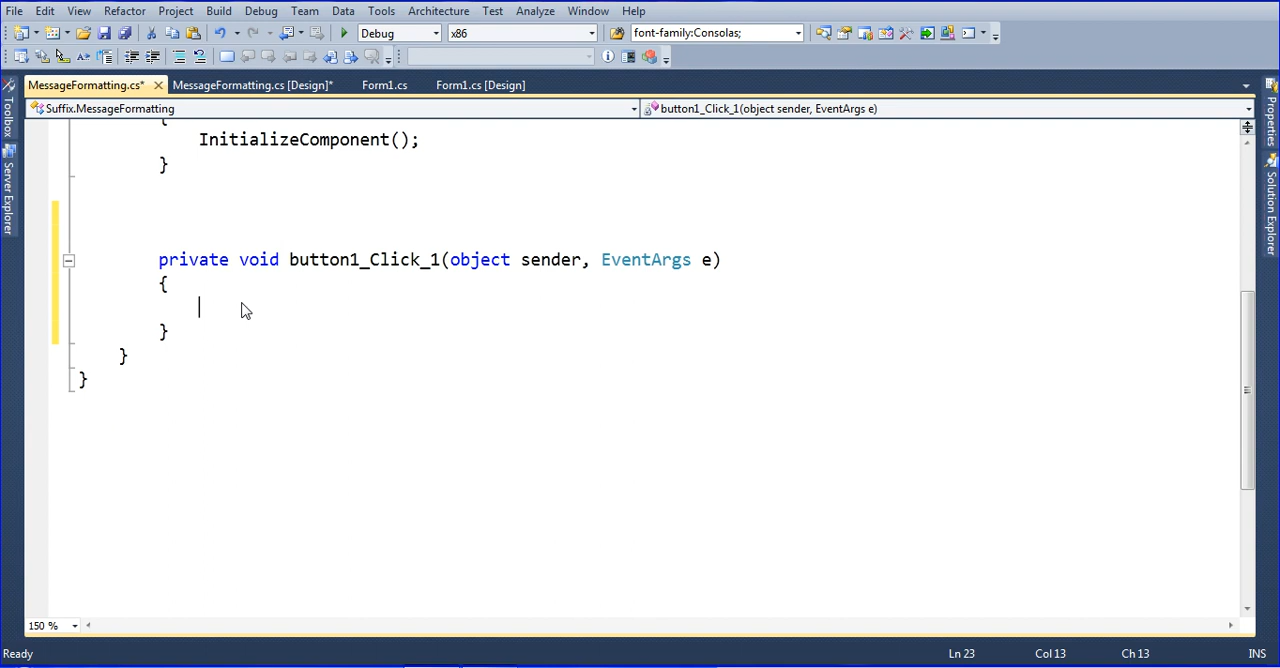 File Edit View Refactor Project Build Debug Team Data Tools Architecture Test Analyze Window Help
Debug x86 font-family:Consolas;
MessageFormatting.cs* MessageFormatting.cs [Design]* Form1.cs Form1.cs [Design]
Suffix.MessageFormatting button1_Click_1(object sender, EventArgs e)
Toolbox
Server Explorer
Properties
Solution Explorer
{
InitializeComponent();
}
private void button1_Click_1(object sender, EventArgs e)
{
}
}
}
150 %
Ready Ln 23 Col 13 Ch 13 INS